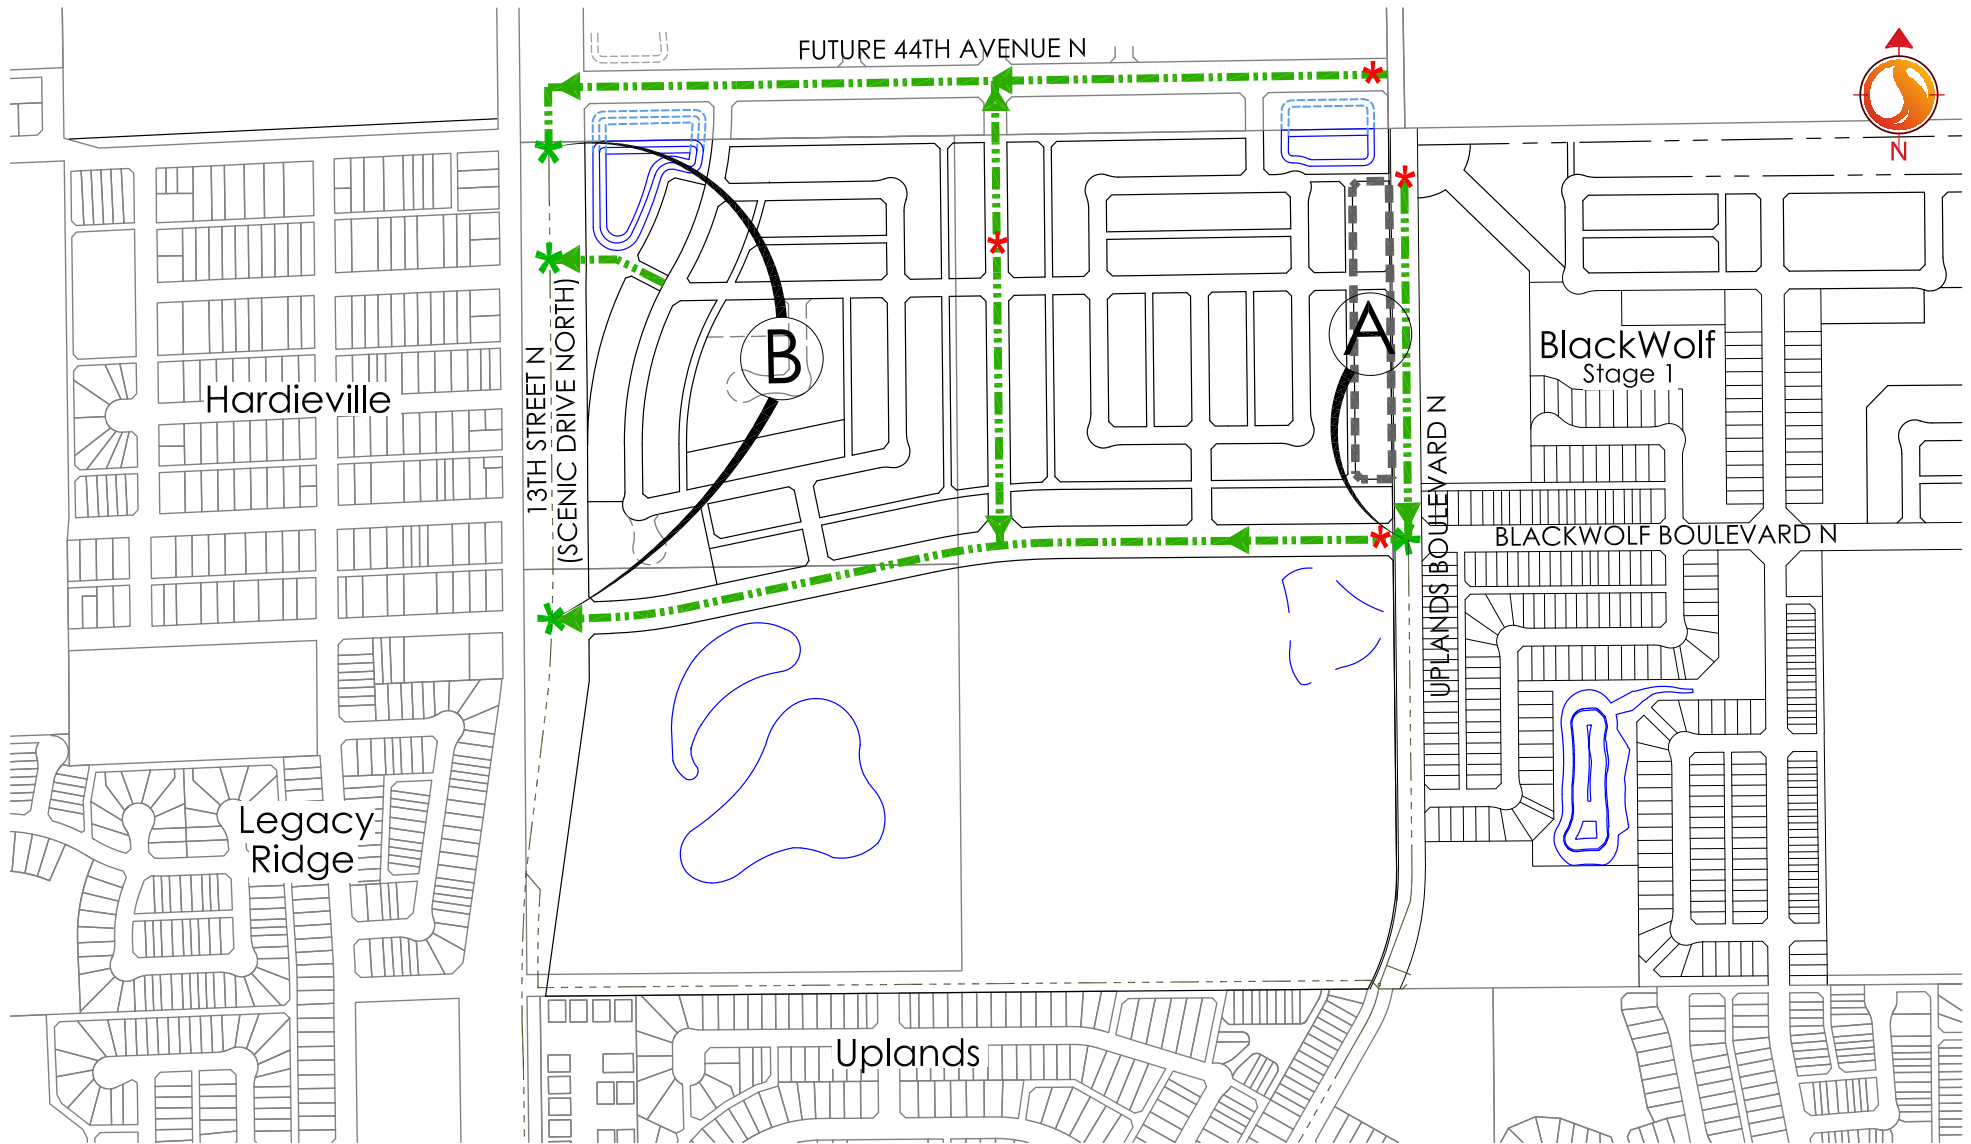 FUTURE 44TH AVENUE N
N
13TH STREET N
(SCENIC DRIVE NORTH)
B
A
Hardieville
BlackWolf
Stage 1
UPLANDS BOULEVARD N
BLACKWOLF BOULEVARD N
Legacy
Ridge
Uplands